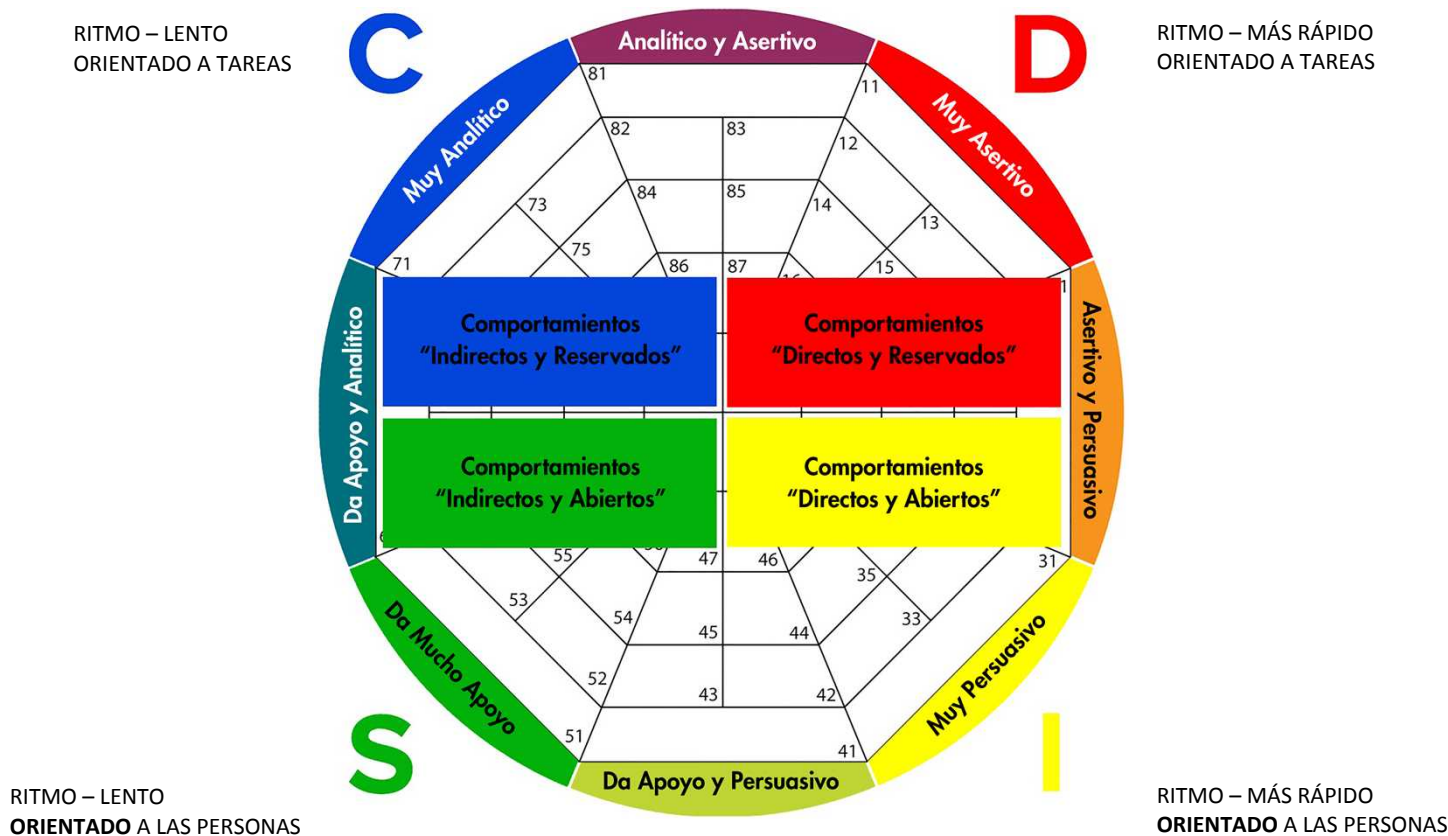 RITMO – LENTO
ORIENTADO A TAREAS
C
Analítico y Asertivo
D
RITMO – MÁS RÁPIDO
ORIENTADO A TAREAS
Muy Analítico
Muy Asertivo
81
11
82
83
12
84
85
14
73
13
75
15
71
86
87
Da Apoyo y Analítico
Comportamientos
“Indirectos y Reservados”
Comportamientos
“Directos y Reservados”
Asertivo y Persuasivo
Comportamientos
“Indirectos y Abiertos”
Comportamientos
“Directos y Abiertos”
55
47
46
31
53
35
54
45
44
33
52
43
42
51
41
Da Mucho Apoyo
Muy Persuasivo
S
Da Apoyo y Persuasivo
I
RITMO – LENTO
ORIENTADO A LAS PERSONAS
RITMO – MÁS RÁPIDO
ORIENTADO A LAS PERSONAS